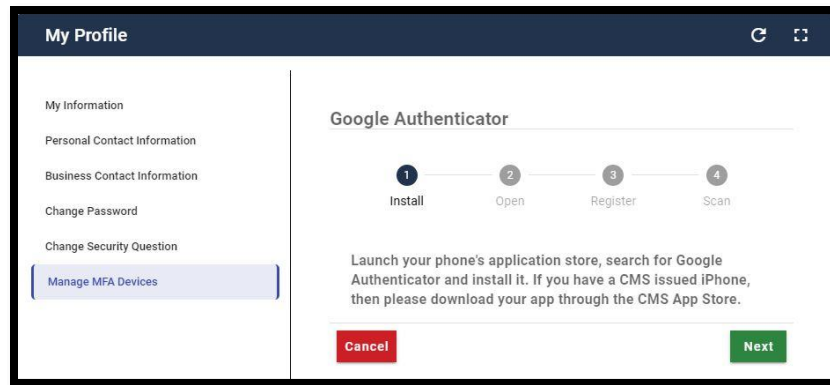 My Profile
My Information
Personal Contact Information
Business Contact Information
Change Password
Change Security Question
Manage MFA Devices
Google Authenticator
1 2 3 4
Install Open Register Scan
Launch your phone's application store, search for Google
Authenticator and install it. If you have a CMS issued iPhone,
then please download your app through the CMS App Store.
Cancel Next